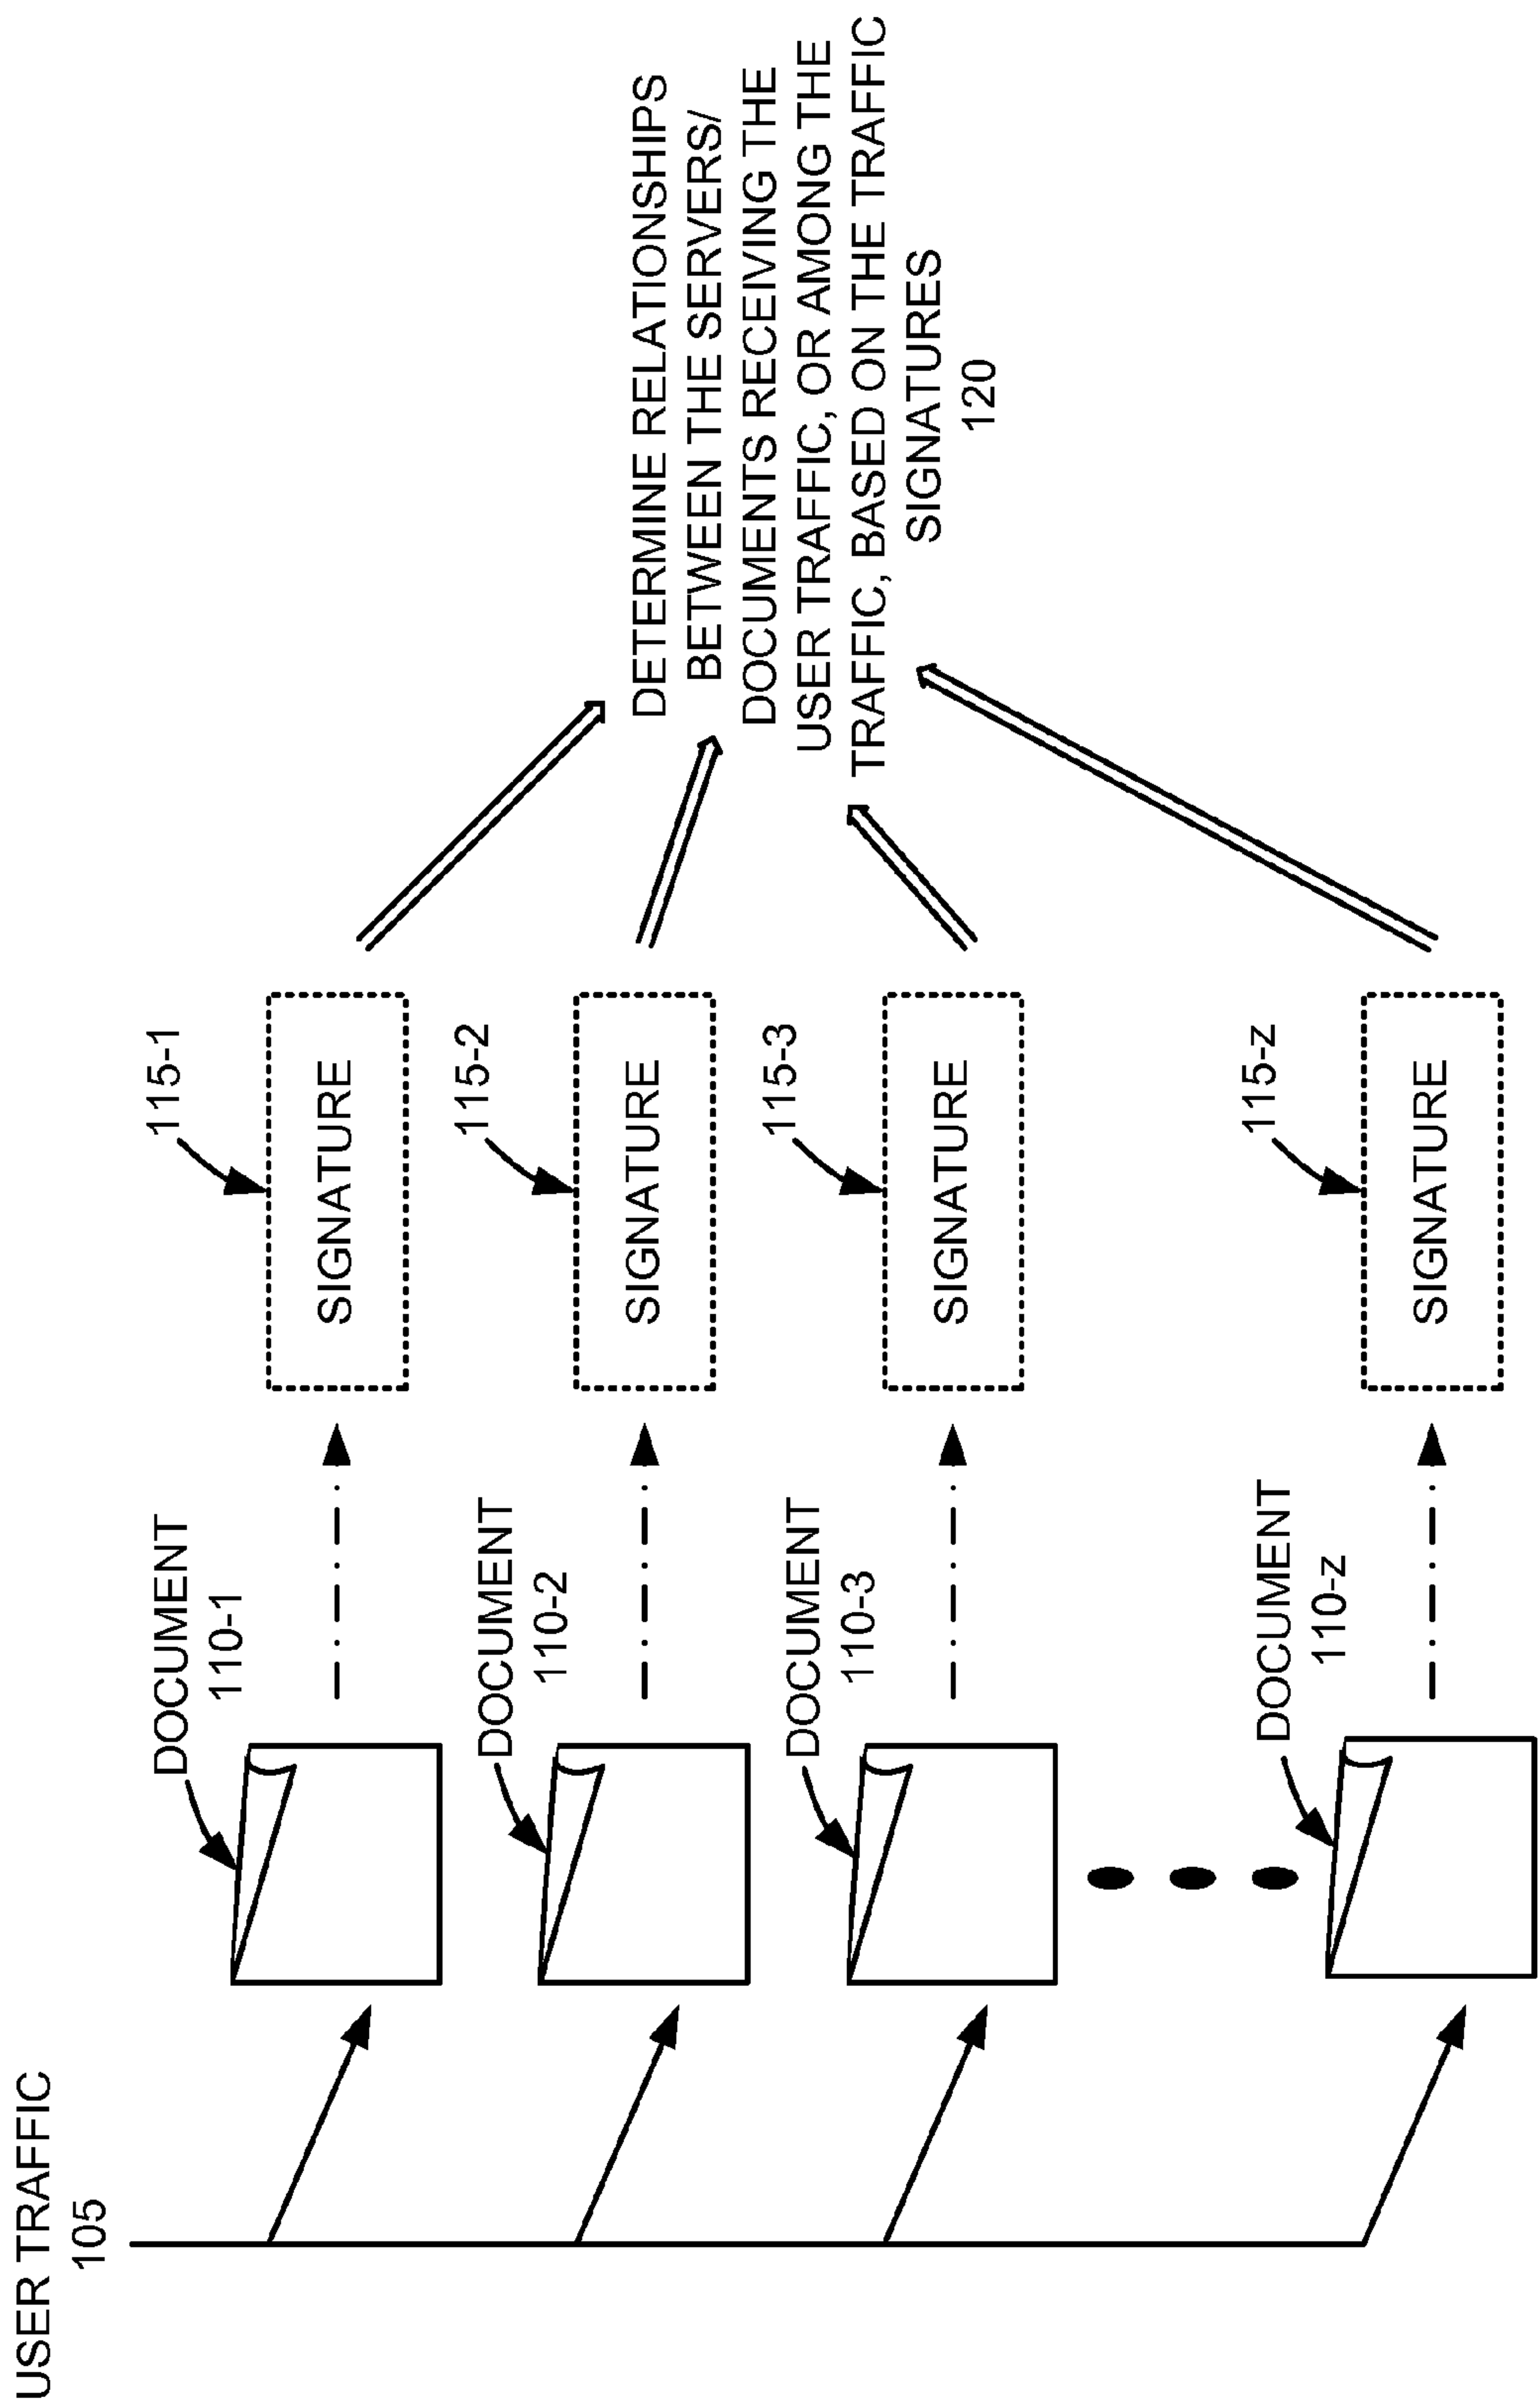 USER TRAFFIC
105
DOCUMENT
110-1
115-1
SIGNATURE
DOCUMENT
110-2
115-2
SIGNATURE
DOCUMENT
110-3
115-3
SIGNATURE
DOCUMENT
110-z
115-z
SIGNATURE
DETERMINE RELATIONSHIPS
BETWEEN THE SERVERS/
DOCUMENTS RECEIVING THE
USER TRAFFIC, OR AMONG THE
TRAFFIC, BASED ON THE TRAFFIC
SIGNATURES
120